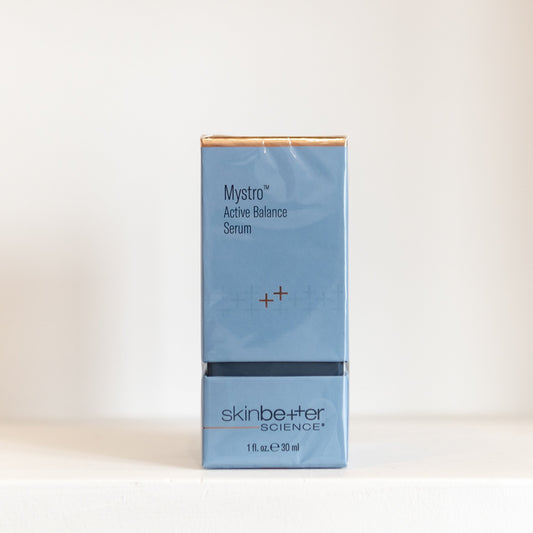 Mystro™
Active Balance
Serum
skinbetter
SCIENCE®
1 fl. oz. ℮ 30 ml